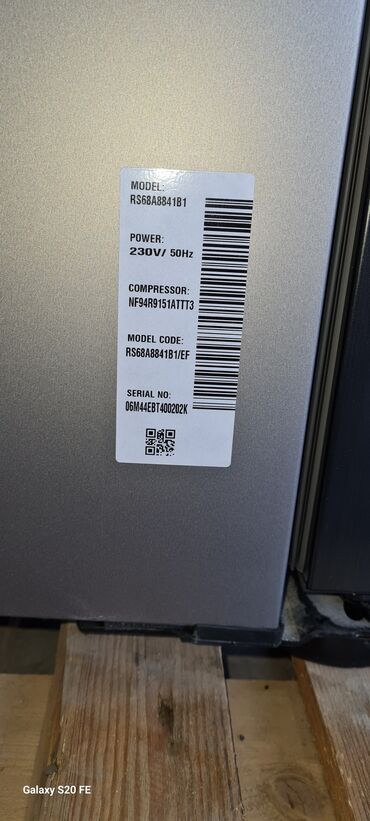 MODEL:
RS68A8841B1
POWER:
230V/ 50Hz
COMPRESSOR:
NF94R9151ATTT3
MODEL CODE:
RS68A8841B1/EF
SERIAL NO:
06M44EBT400202K
Galaxy S20 FE